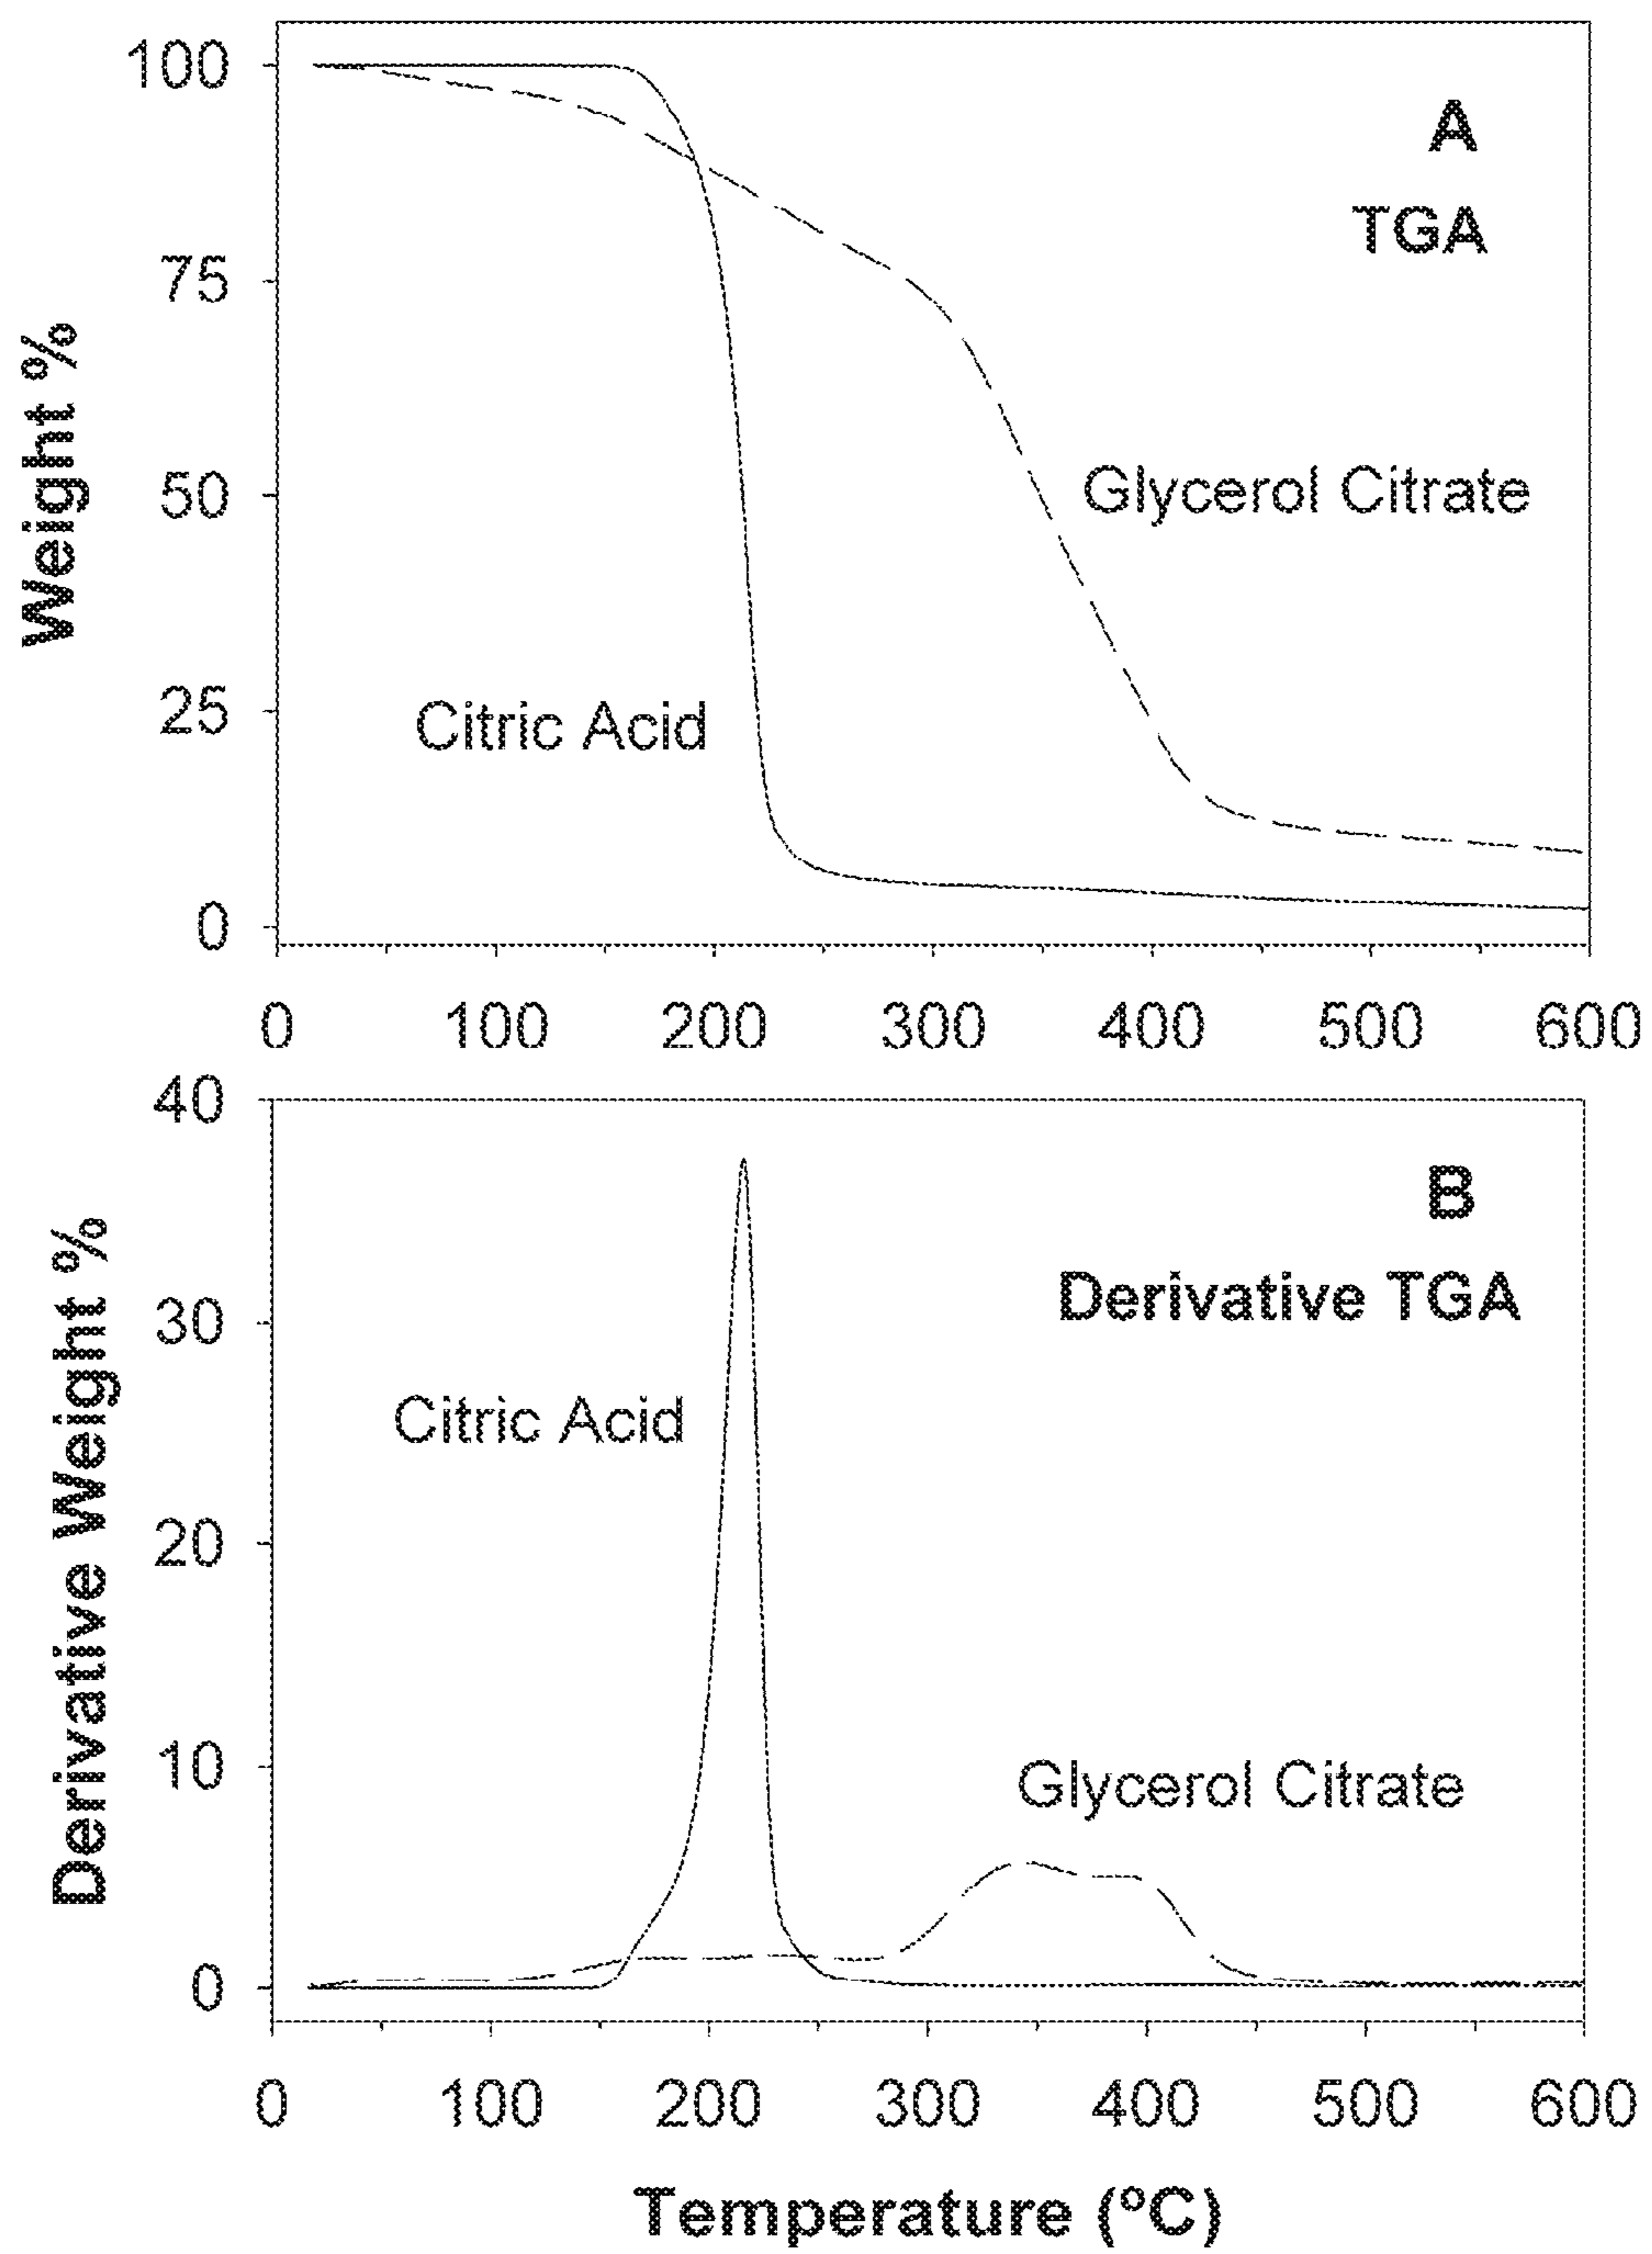 100
A
TGA
75
Weight %
50
Glycerol Citrate
25
Citric Acid
0
0 100 200 300 400 500 600
40
B
Derivative TGA
30
Derivative Weight %
Citric Acid
20
10
Glycerol Citrate
0
0 100 200 300 400 500 600
Temperature (ºC)